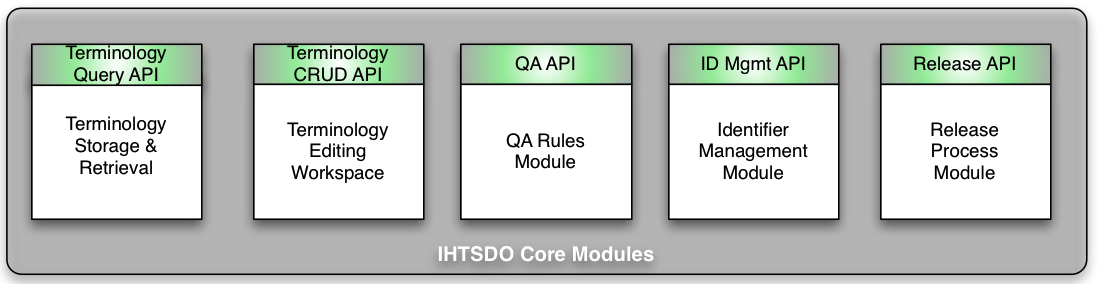 Terminology
Query API
Terminology
Storage &
Retrieval
Terminology
CRUD API
Terminology
Editing
Workspace
QA API
QA Rules
Module
ID Mgmt API
Identifier
Management
Module
Release API
Release
Process
Module
IHTSDO Core Modules